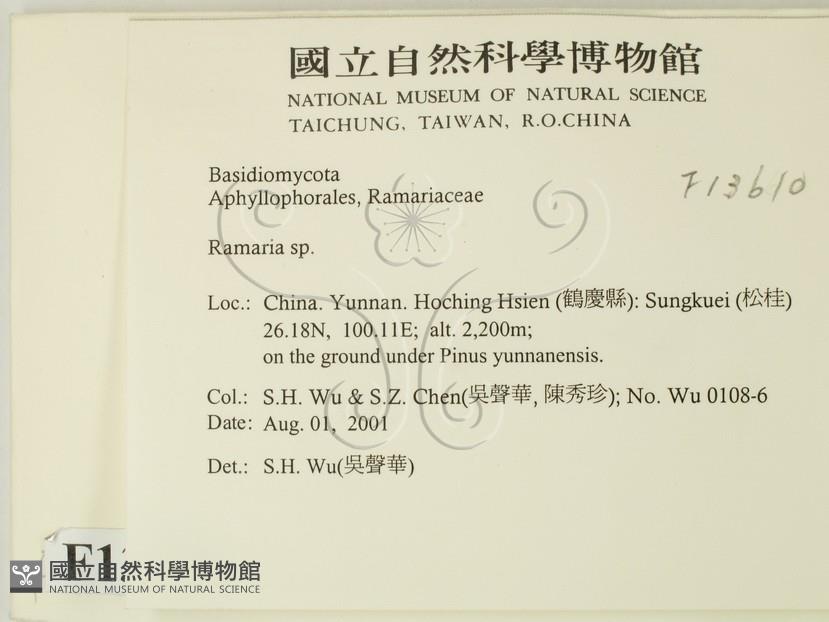 國立自然科學博物館
NATIONAL MUSEUM OF NATURAL SCIENCE
TAICHUNG, TAIWAN, R.O.CHINA
F13610
Basidiomycota
Aphyllophorales, Ramariaceae
Ramaria sp.
Loc.: China. Yunnan. Hoching Hsien (鶴慶縣): Sungkuei (松桂)
26.18N, 100.11E; alt. 2,200m;
on the ground under Pinus yunnanensis.
Col.: S.H. Wu & S.Z. Chen(吳聲華, 陳秀珍); No. Wu 0108-6
Date: Aug. 01, 2001
Det.: S.H. Wu(吳聲華)
F1
國立自然科學博物館
NATIONAL MUSEUM OF NATURAL SCIENCE